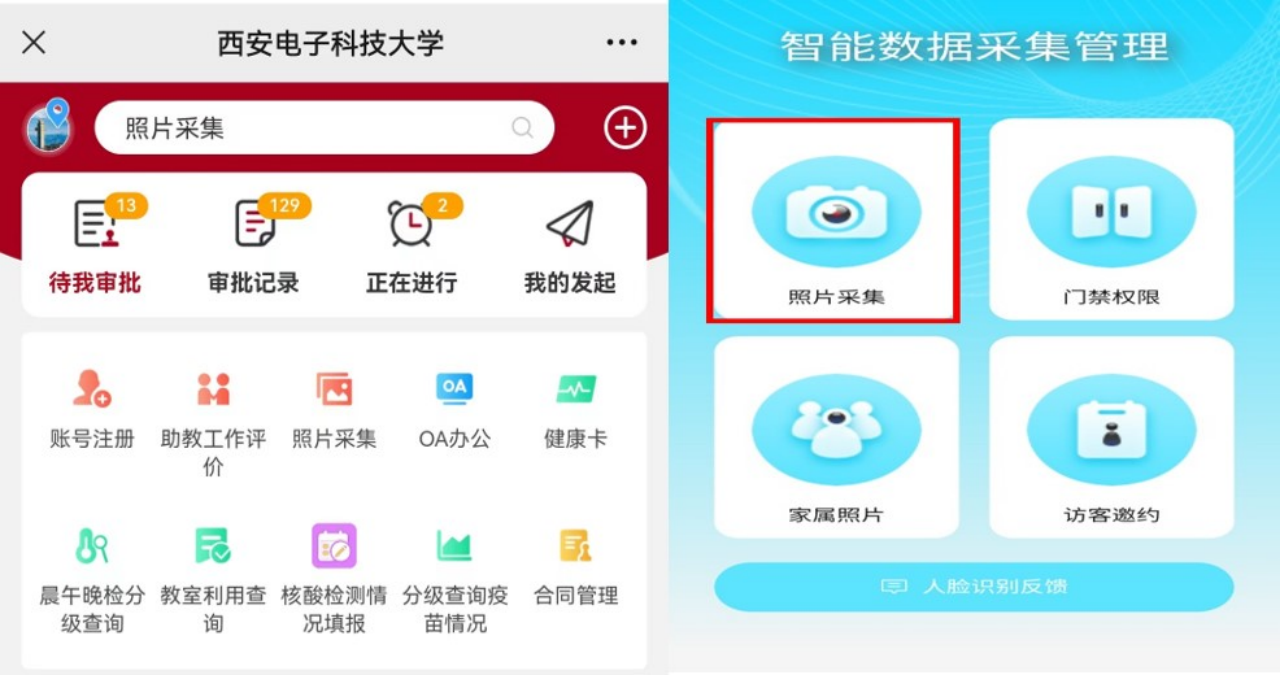 西安电子科技大学
照片采集
13
129
2
待我审批
审批记录
正在进行
我的发起
OA
账号注册
助教工作评
价
照片采集
OA办公
健康卡
晨午晚检分
级查询
教室利用查
询
核酸检测情
况填报
分级查询疫
苗情况
合同管理
智能数据采集管理
照片采集
门禁权限
家属照片
访客邀约
人脸识别反馈